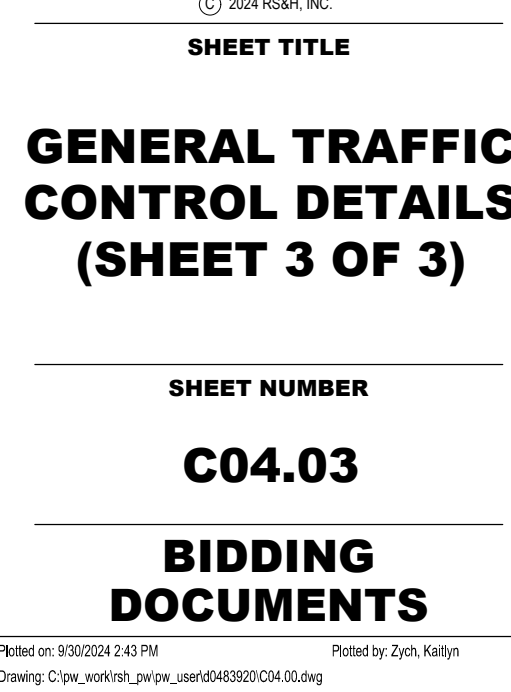 © 2024 RS&H, INC.
SHEET TITLE
GENERAL TRAFFIC
CONTROL DETAILS
(SHEET 3 OF 3)
SHEET NUMBER
C04.03
BIDDING
DOCUMENTS
Plotted on: 9/30/2024 2:43 PM Plotted by: Zych, Kaitlyn
Drawing: C:\pw_work\rsh_pw\pw_user\d0483920\C04.00.dwg